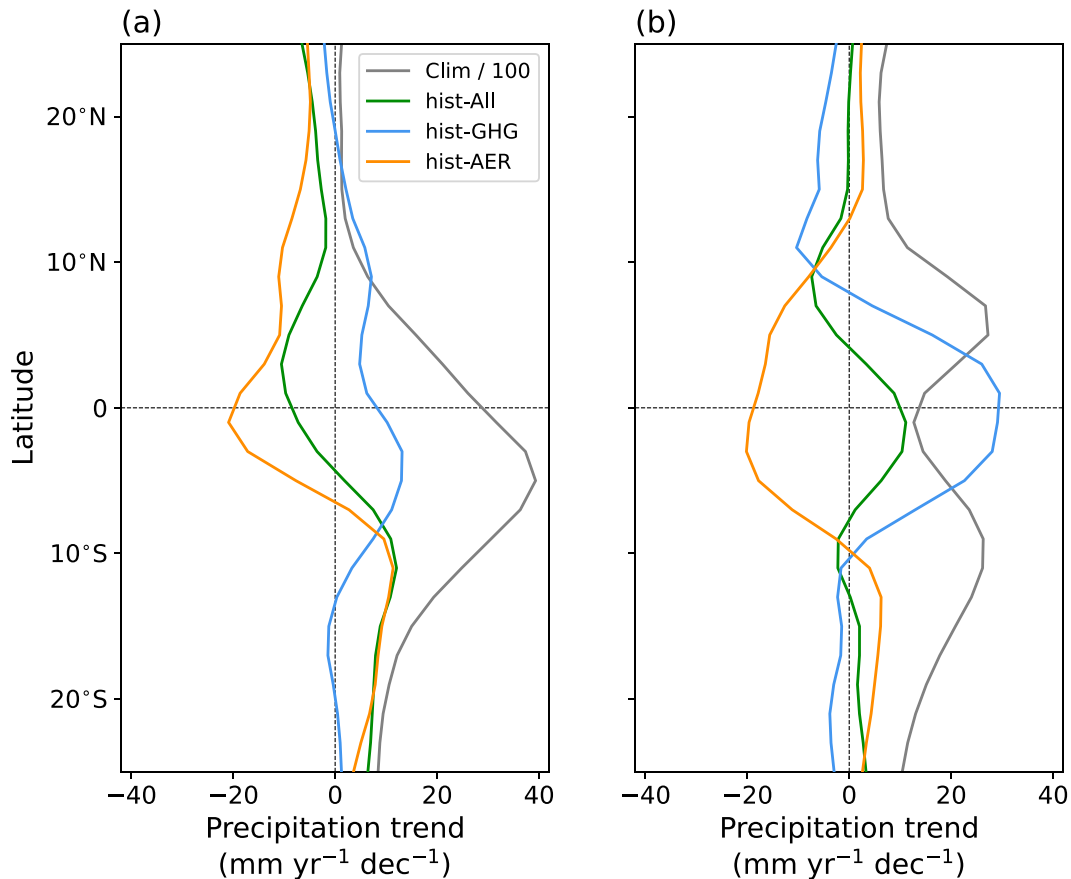 (a)
(b)
Clim / 100
hist-All
hist-GHG
hist-AER
20°N
10°N
0
10°S
20°S
Latitude
−40 −20 0 20 40
−40 −20 0 20 40
Precipitation trend
(mm yr⁻¹ dec⁻¹)
Precipitation trend
(mm yr⁻¹ dec⁻¹)